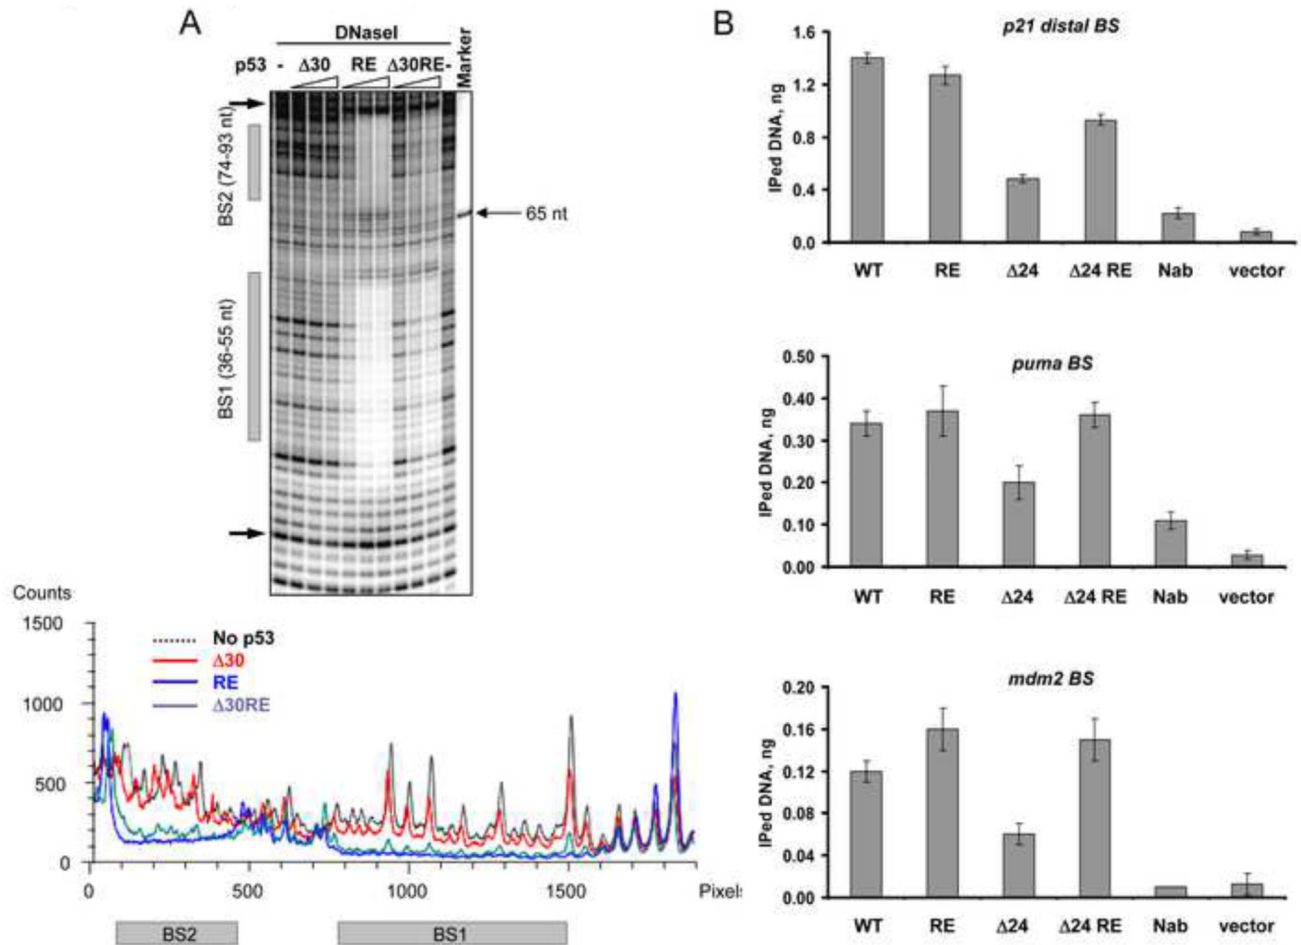 A
DNaseI
p53 - Δ30 RE Δ30RE-
Marker
BS2 (74-93 nt)
65 nt
BS1 (36-55 nt)
Counts
1500
1000
500
0
No p53
Δ30
RE
Δ30RE
0 500 1000 1500 Pixels
BS2 BS1
B
p21 distal BS
IPed DNA, ng
1.6
1.2
0.8
0.4
0.0
WT RE Δ24 Δ24 RE Nab vector
puma BS
IPed DNA, ng
0.50
0.40
0.30
0.20
0.10
0.00
WT RE Δ24 Δ24 RE Nab vector
mdm2 BS
IPed DNA, ng
0.20
0.16
0.12
0.08
0.04
0.00
WT RE Δ24 Δ24 RE Nab vector